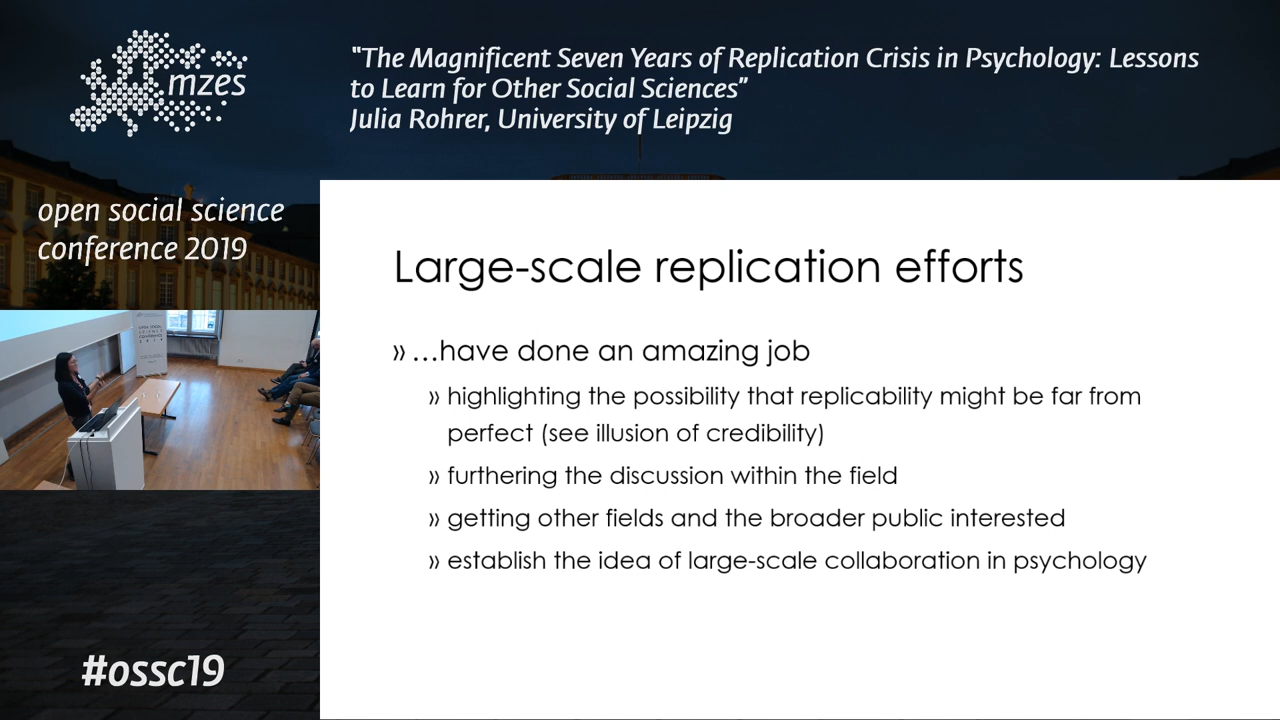 mzes
"The Magnificent Seven Years of Replication Crisis in Psychology: Lessons
to Learn for Other Social Sciences"
Julia Rohrer, University of Leipzig
open social science
conference 2019
Large-scale replication efforts
» ...have done an amazing job
» highlighting the possibility that replicability might be far from
perfect (see illusion of credibility)
» furthering the discussion within the field
» getting other fields and the broader public interested
» establish the idea of large-scale collaboration in psychology
#ossc19